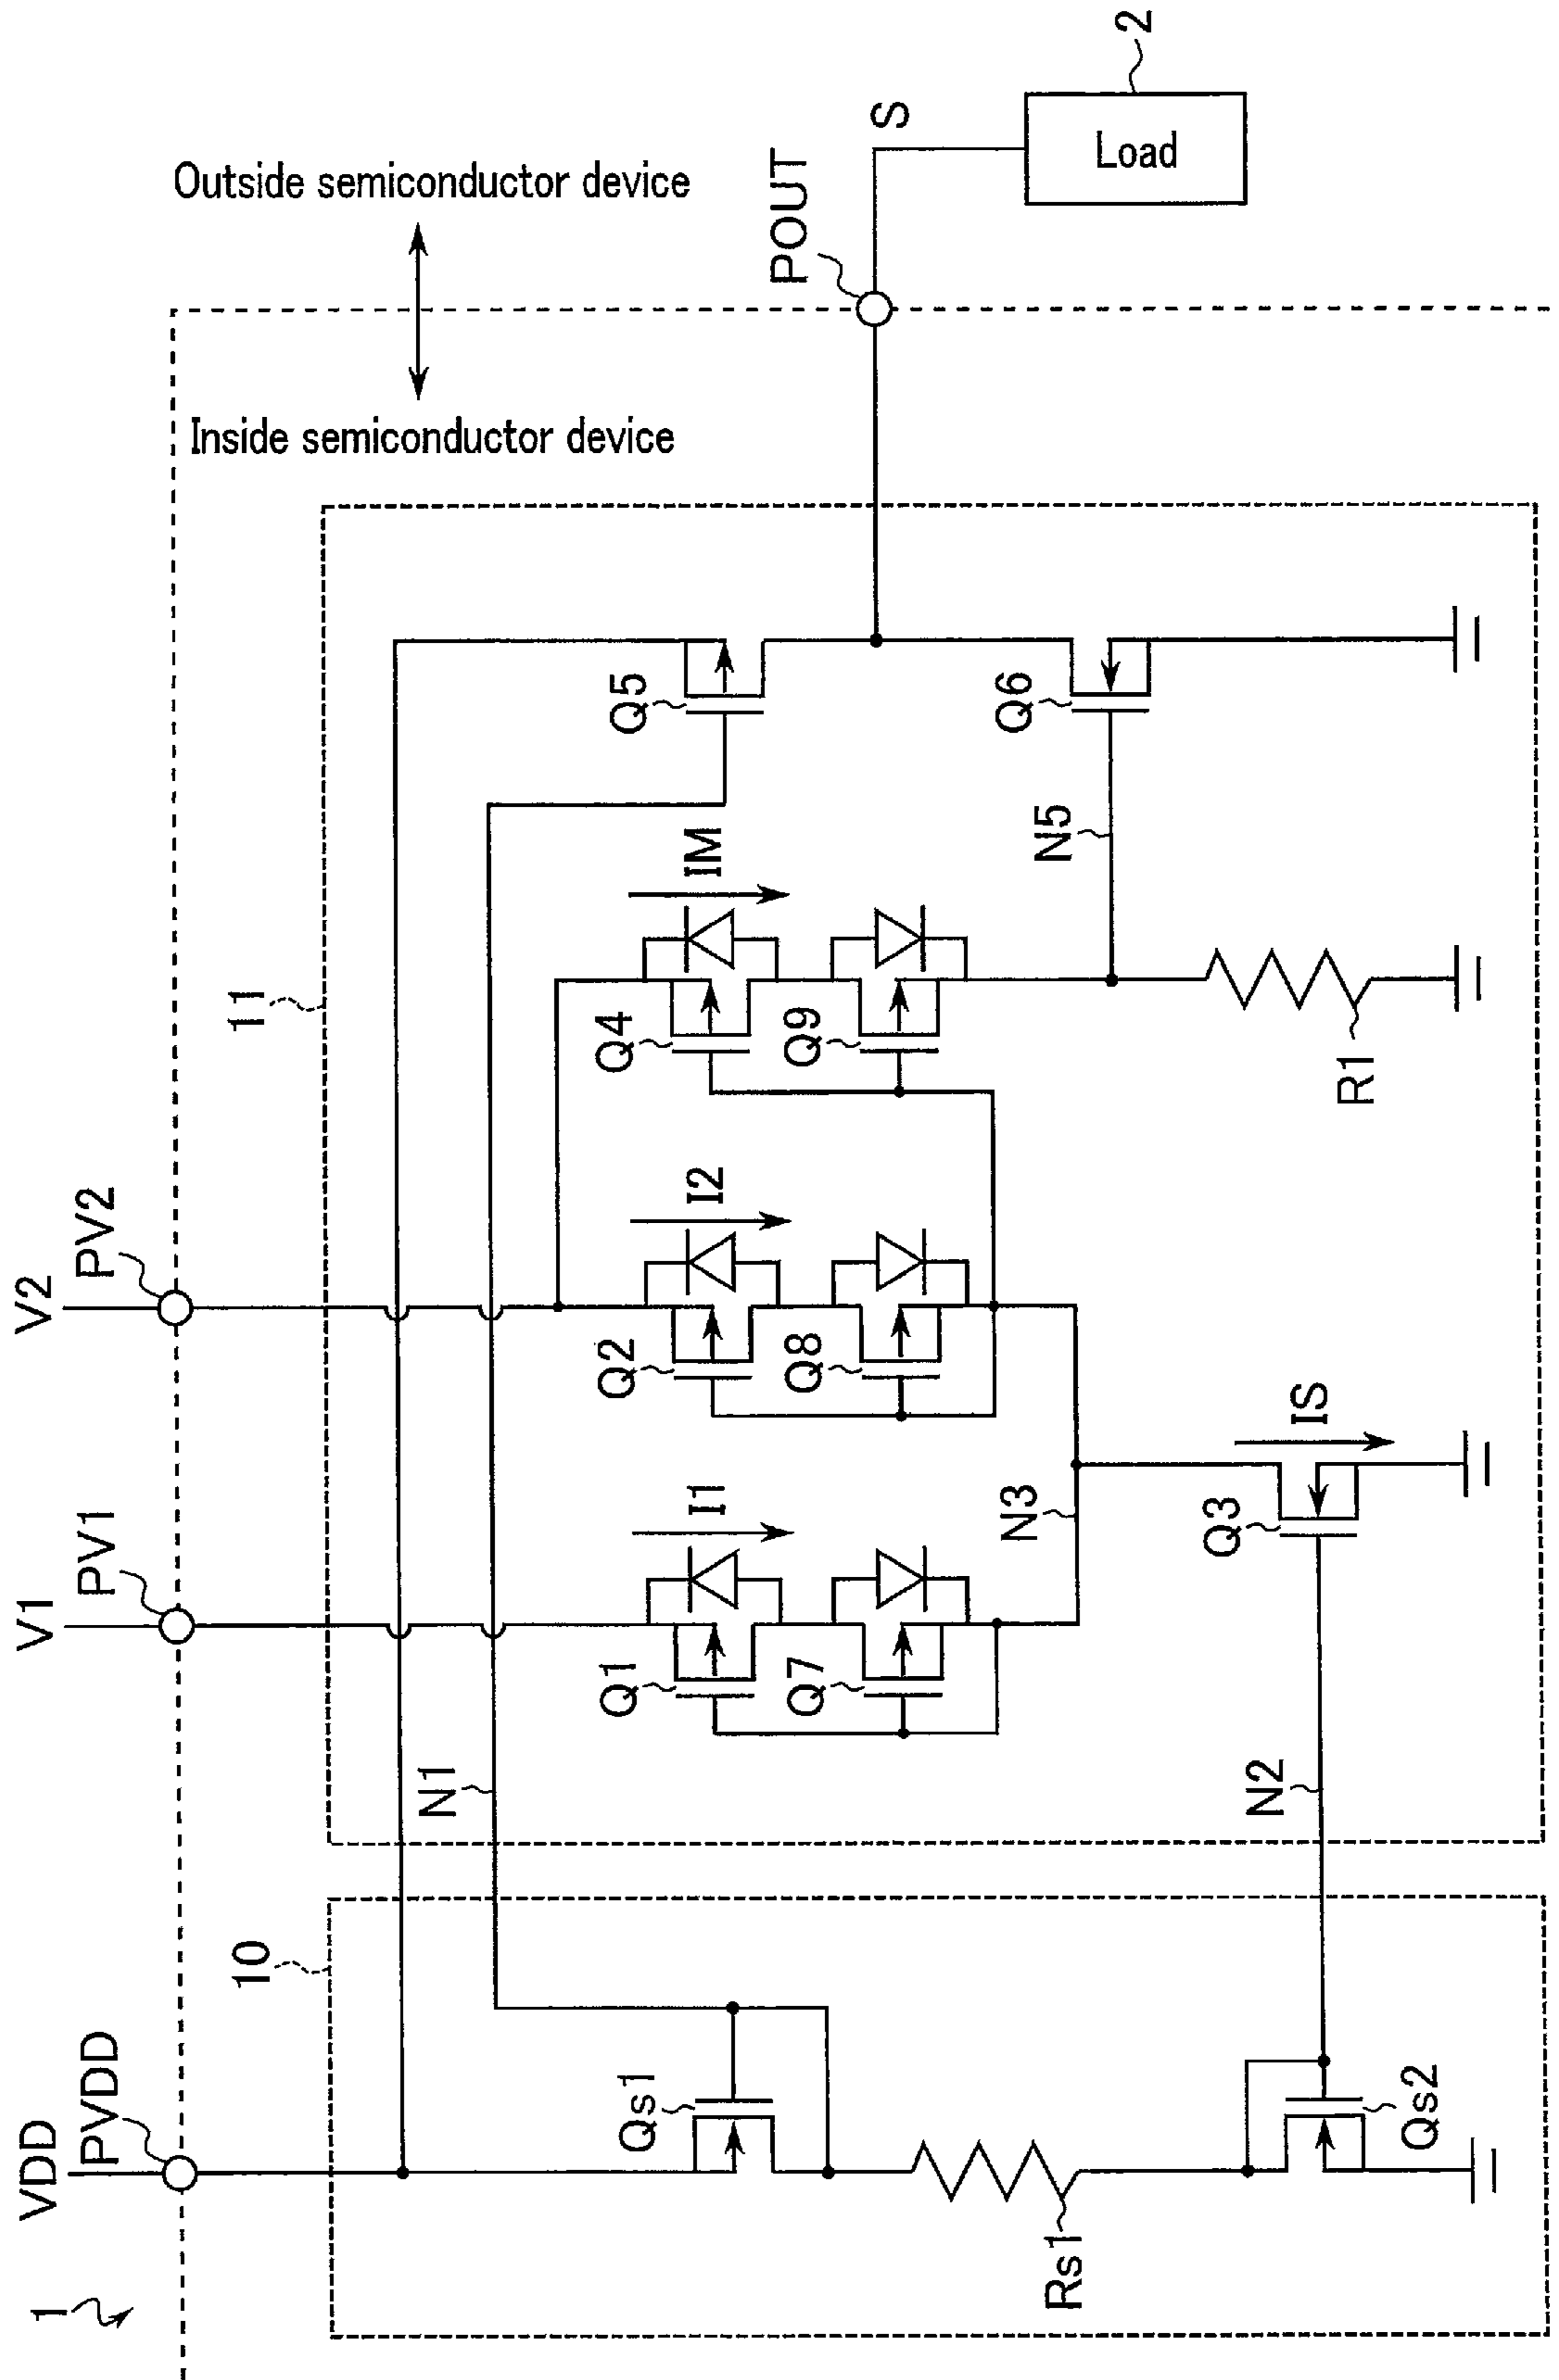 1
VDD
PVDD
V1
PV1
V2
PV2
Outside semiconductor device
Inside semiconductor device
10
11
N1
Qs1
Rs1
Qs2
N2
Q1
Q7
I1
N3
Q3
IS
Q2
Q8
I2
Q4
Q9
IM
R1
N5
Q5
Q6
POUT
S
Load
2